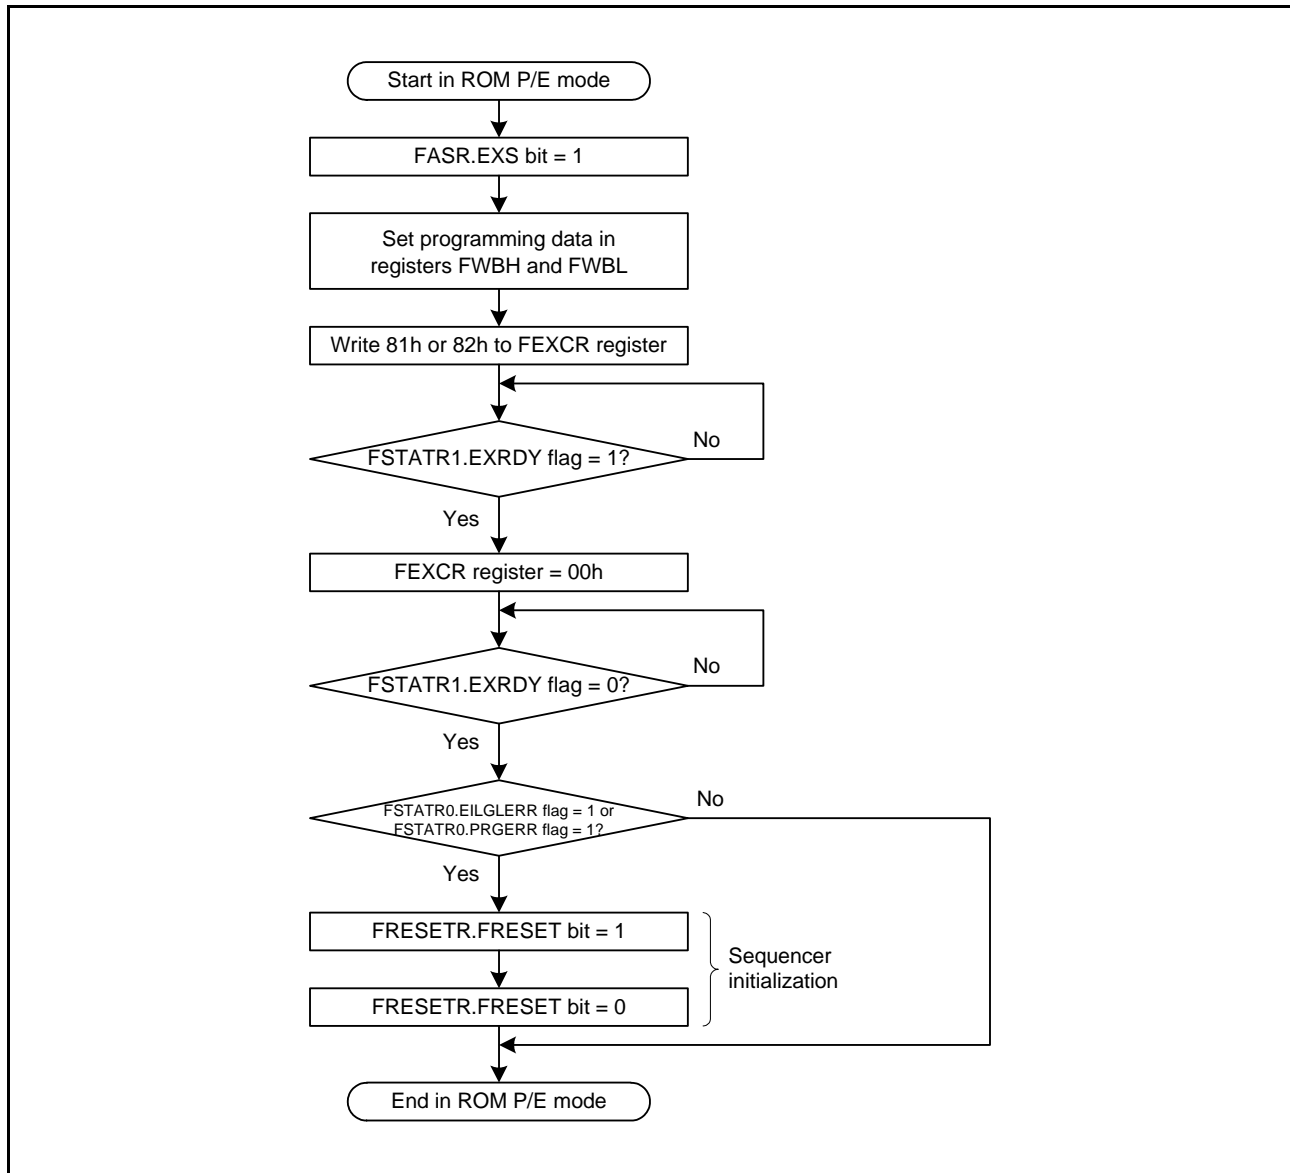 Start in ROM P/E mode
FASR.EXS bit = 1
Set programming data in
registers FWBH and FWBL
Write 81h or 82h to FEXCR register
FSTATR1.EXRDY flag = 1?
No
Yes
FEXCR register = 00h
FSTATR1.EXRDY flag = 0?
No
Yes
FSTATR0.EILGLERR flag = 1 or
FSTATR0.PRGERR flag = 1?
No
Yes
FRESETR.FRESET bit = 1
FRESETR.FRESET bit = 0
Sequencer
initialization
End in ROM P/E mode